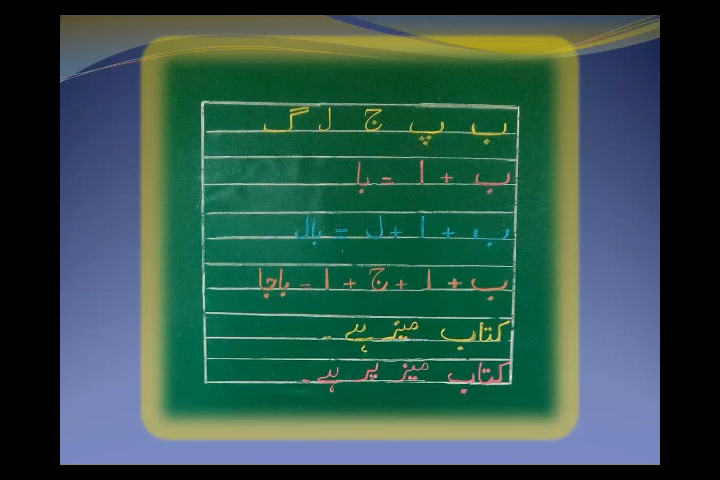 ب پ ج ل گ
ب + ا = با
ب + ا + ل = بال
ب + ا + ج + ا = باجا
کتاب میز ہے ۔
کتاب میز پر ہے ۔